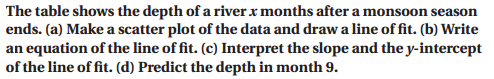 The table shows the depth of a river x months after a monsoon season
ends. (a) Make a scatter plot of the data and draw a line of fit. (b) Write
an equation of the line of fit. (c) Interpret the slope and the y-intercept
of the line of fit. (d) Predict the depth in month 9.